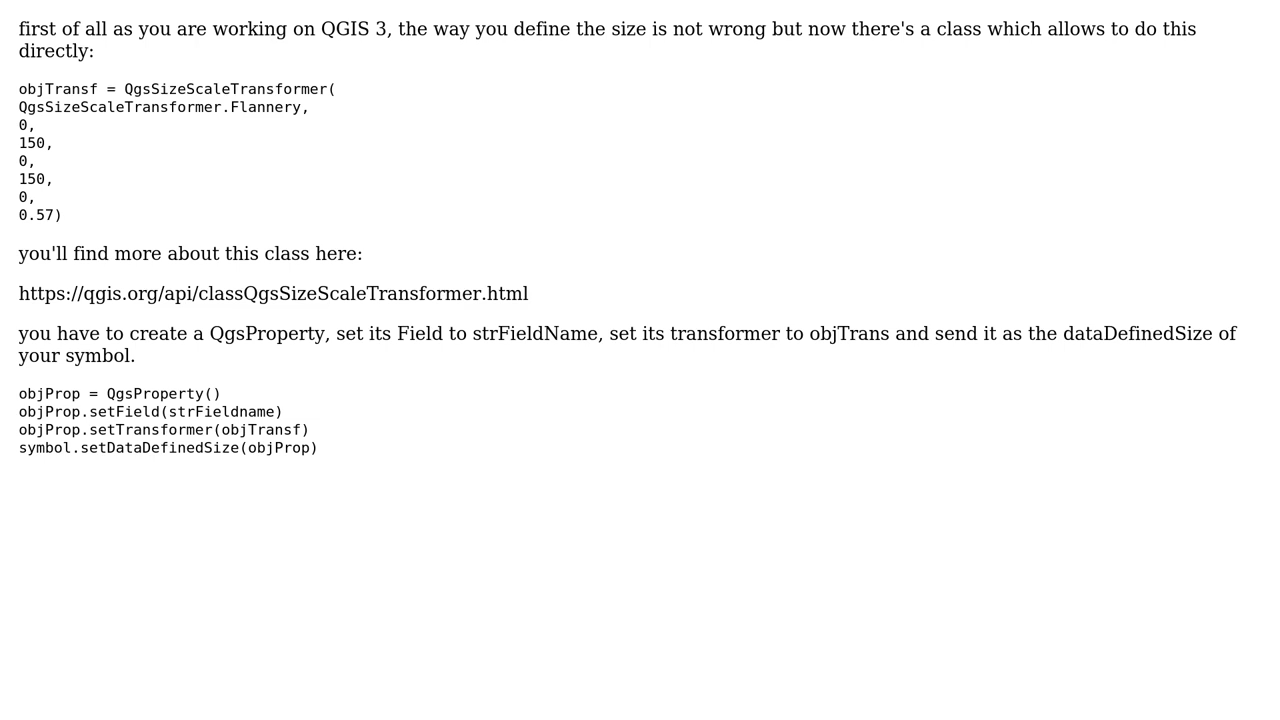 first of all as you are working on QGIS 3, the way you define the size is not wrong but now there's a class which allows to do this
directly:
objTransf = QgsSizeScaleTransformer(
QgsSizeScaleTransformer.Flannery,
0,
150,
0,
150,
0,
0.57)
you'll find more about this class here:
https://qgis.org/api/classQgsSizeScaleTransformer.html
you have to create a QgsProperty, set its Field to strFieldName, set its transformer to objTrans and send it as the dataDefinedSize of
your symbol.
objProp = QgsProperty()
objProp.setField(strFieldname)
objProp.setTransformer(objTransf)
symbol.setDataDefinedSize(objProp)